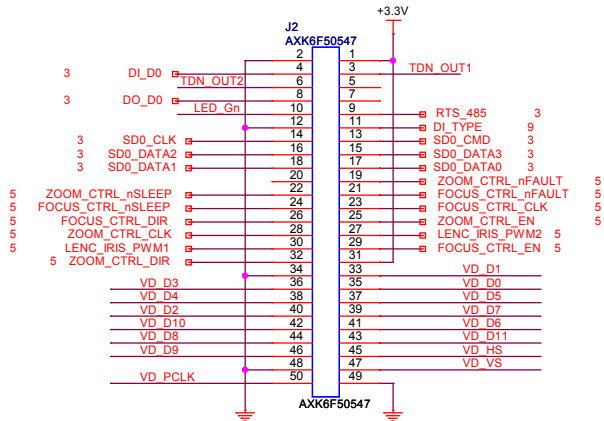 +3.3V
J2
AXK6F50547
2 1
3 DI_D0 4 3 TDN_OUT1
TDN_OUT2 6 5
3 DO_D0 8 7
LED_Gn 10 9 RTS_485 3
12 11 DI_TYPE 9
3 SD0_CLK 14 13 SD0_CMD 3
3 SD0_DATA2 16 15 SD0_DATA3 3
3 SD0_DATA1 18 17 SD0_DATA0 3
20 19 ZOOM_CTRL_nFAULT 5
5 ZOOM_CTRL_nSLEEP 22 21 FOCUS_CTRL_nFAULT 5
5 FOCUS_CTRL_nSLEEP 24 23 FOCUS_CTRL_CLK 5
5 FOCUS_CTRL_DIR 26 25 ZOOM_CTRL_EN 5
5 ZOOM_CTRL_CLK 28 27 LENC_IRIS_PWM2 5
5 LENC_IRIS_PWM1 30 29 FOCUS_CTRL_EN 5
5 ZOOM_CTRL_DIR 32 31
34 33 VD_D1
VD_D3 36 35 VD_D0
VD_D4 38 37 VD_D5
VD_D2 40 39 VD_D7
VD_D10 42 41 VD_D6
VD_D8 44 43 VD_D11
VD_D9 46 45 VD_HS
48 47 VD_VS
VD_PCLK 50 49
AXK6F50547